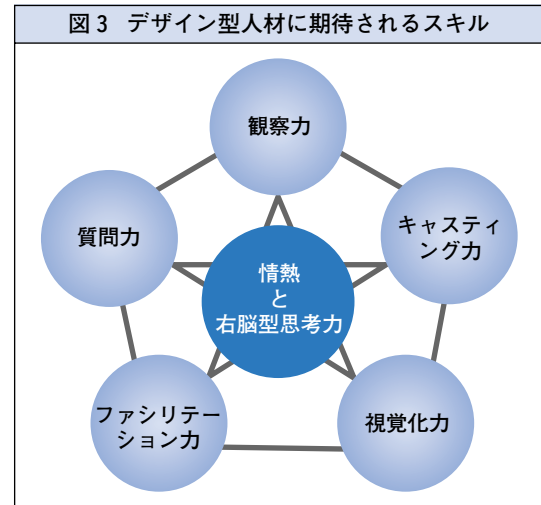 図3 デザイン型人材に期待されるスキル
観察力
質問力
キャスティ
ング力
情熱
と
右脳型思考力
ファシリテー
ション力
視覚化力